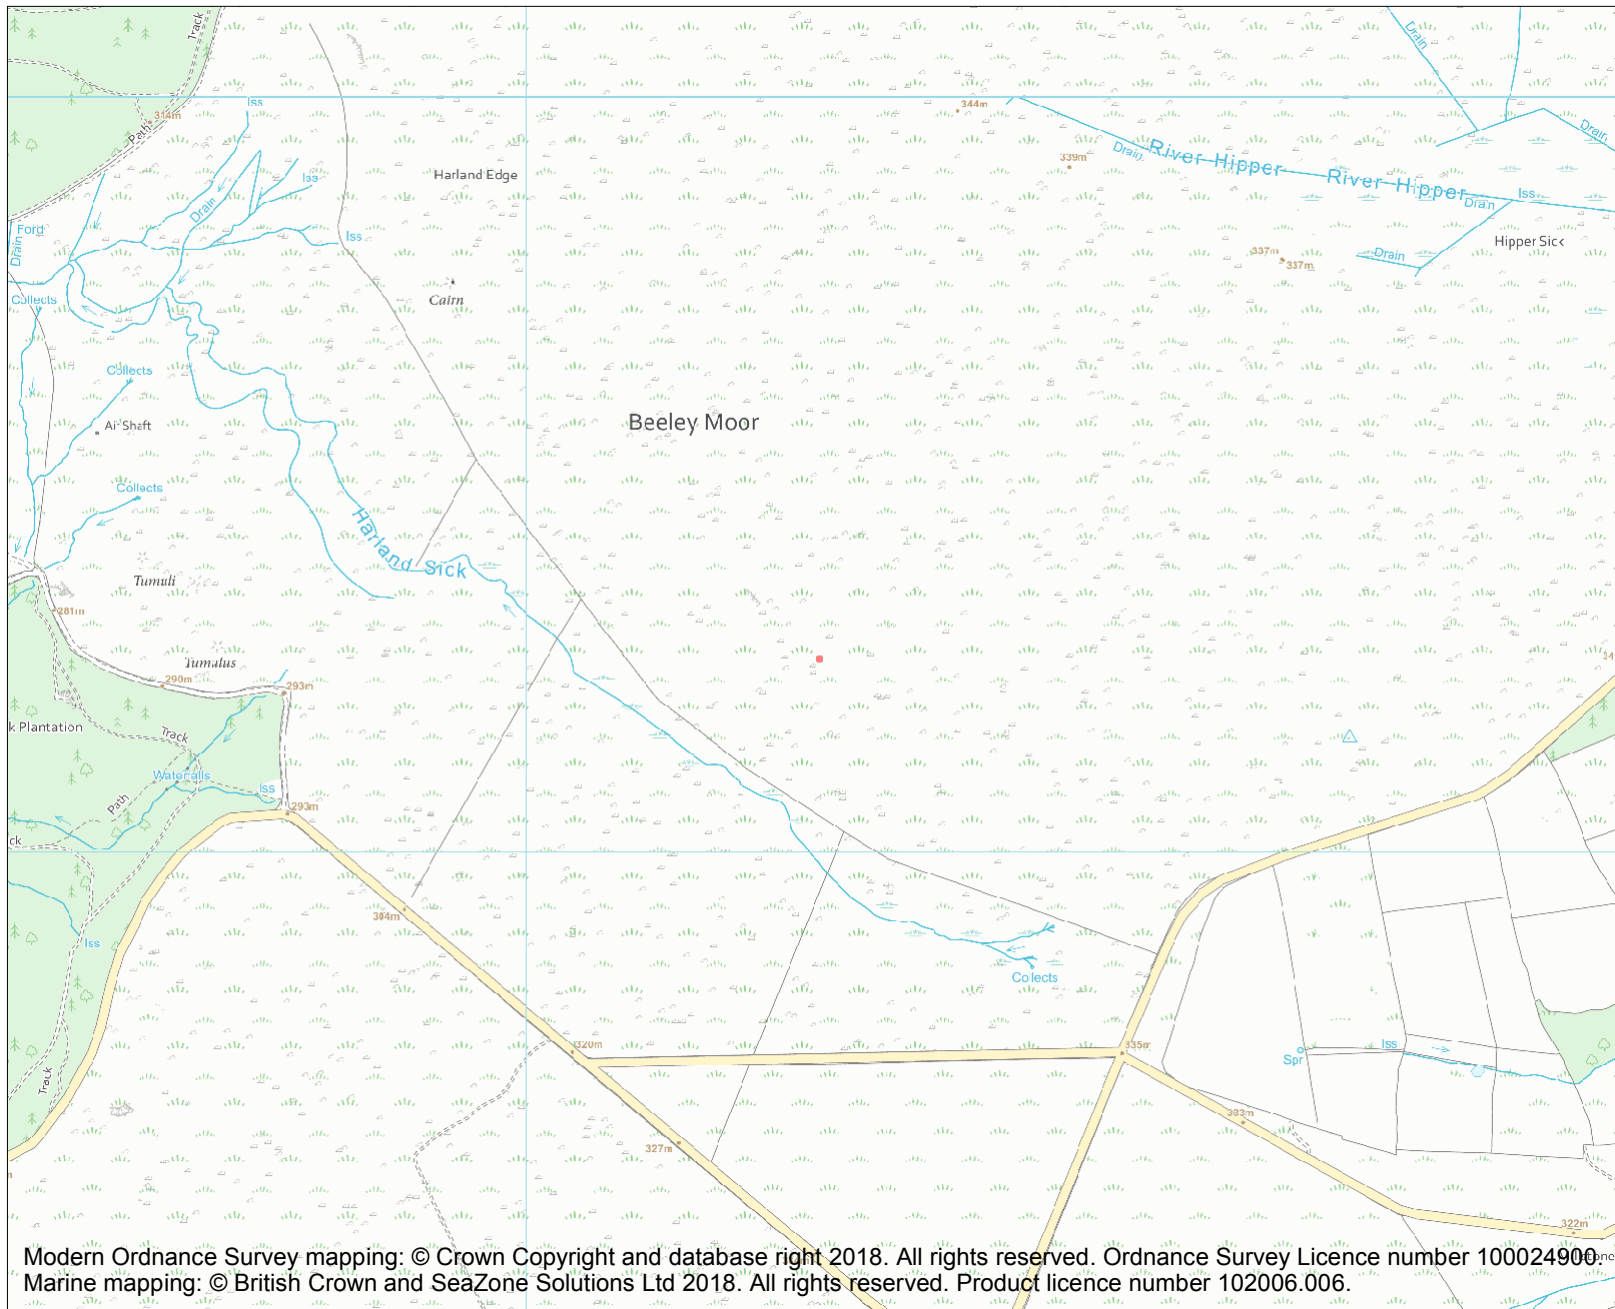 Track
Drain
Iss
344m
314m
Drain
Path
Drain
River Hipper
339m
River Hipper
Harland Edge
Iss
Iss
Drain
Drain
Ford
Iss
Hipper Sick
Drain
337m
Drain
337m
Collects
Cairn
Collects
Beeley Moor
Collects
Harland Sick
Tumuli
281m
Tumulus
290m
293m
k Plantation
Track
Waterfalls
Iss
Path
293m
ck
304m
Iss
Collects
320m
335m
Iss
Spr
Track
333m
327m
322m
Modern Ordnance Survey mapping: © Crown Copyright and database right 2018. All rights reserved. Ordnance Survey Licence number 100024900.
Marine mapping: © British Crown and SeaZone Solutions Ltd 2018. All rights reserved. Product licence number 102006.006.